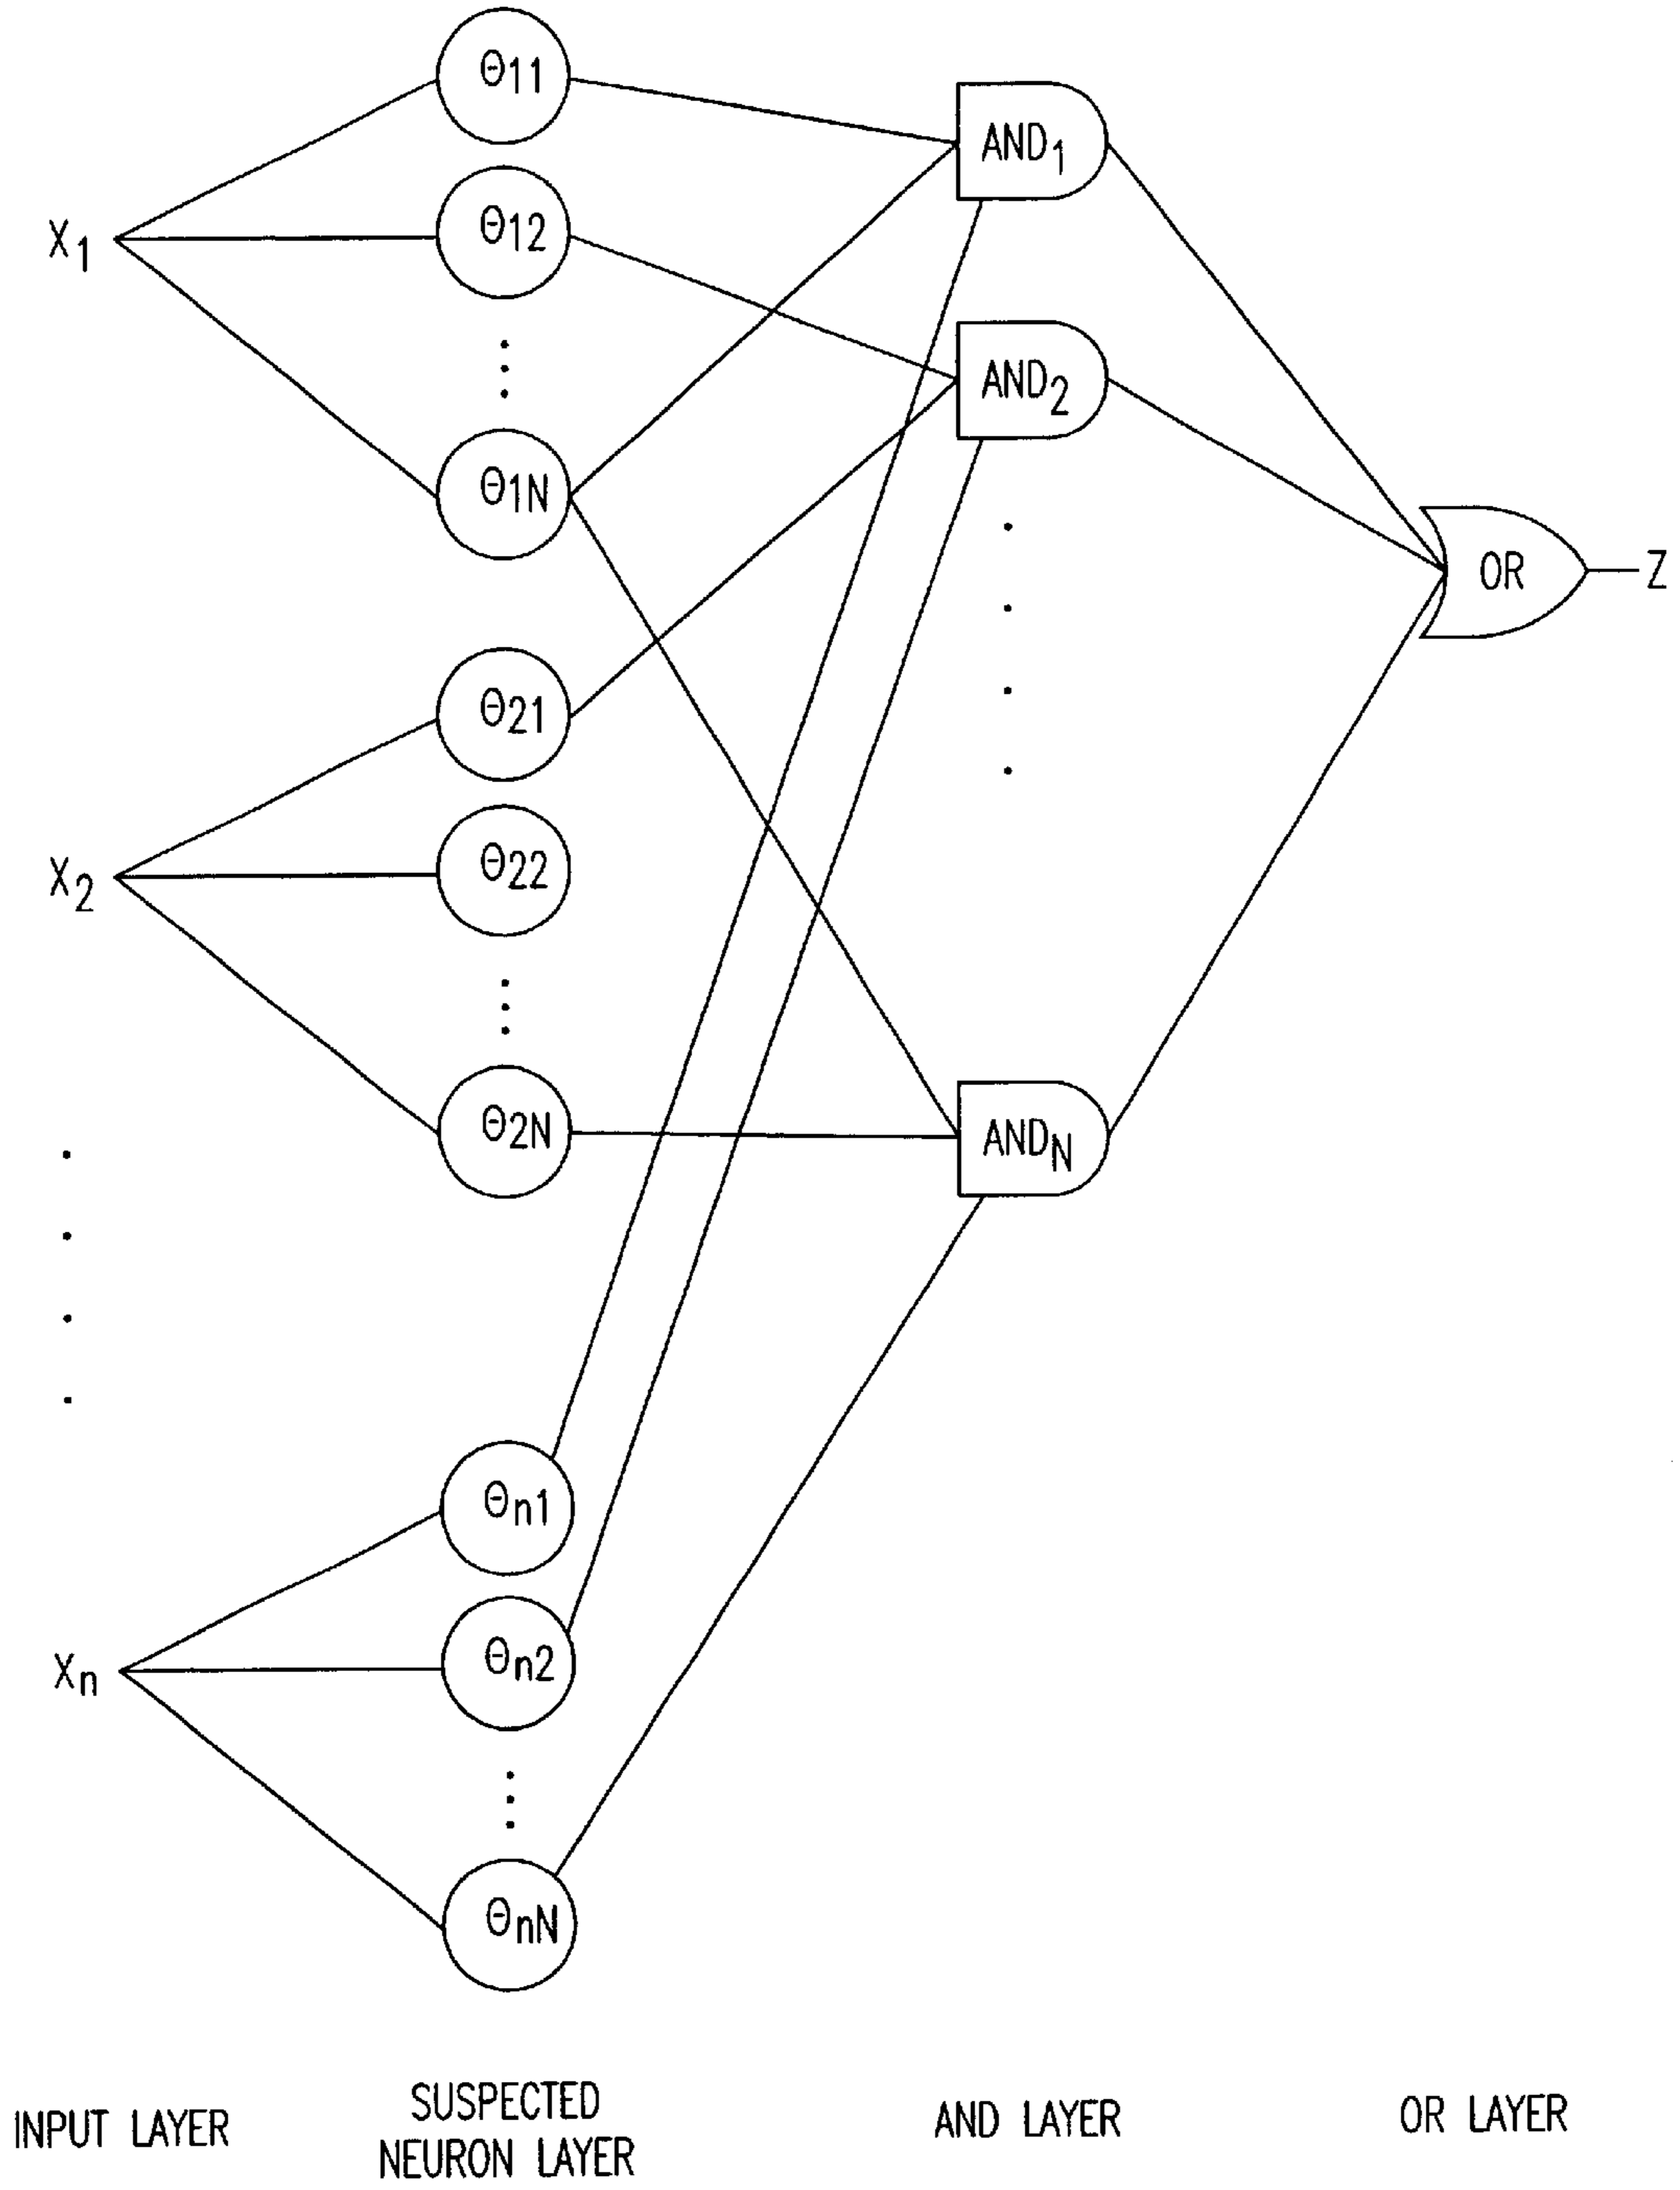 Θ11
AND1
X1
Θ12
AND2
Θ1N
OR
Z
Θ21
X2
Θ22
Θ2N
ANDN
Θn1
Xn
Θn2
ΘnN
INPUT LAYER
SUSPECTED
NEURON LAYER
AND LAYER
OR LAYER